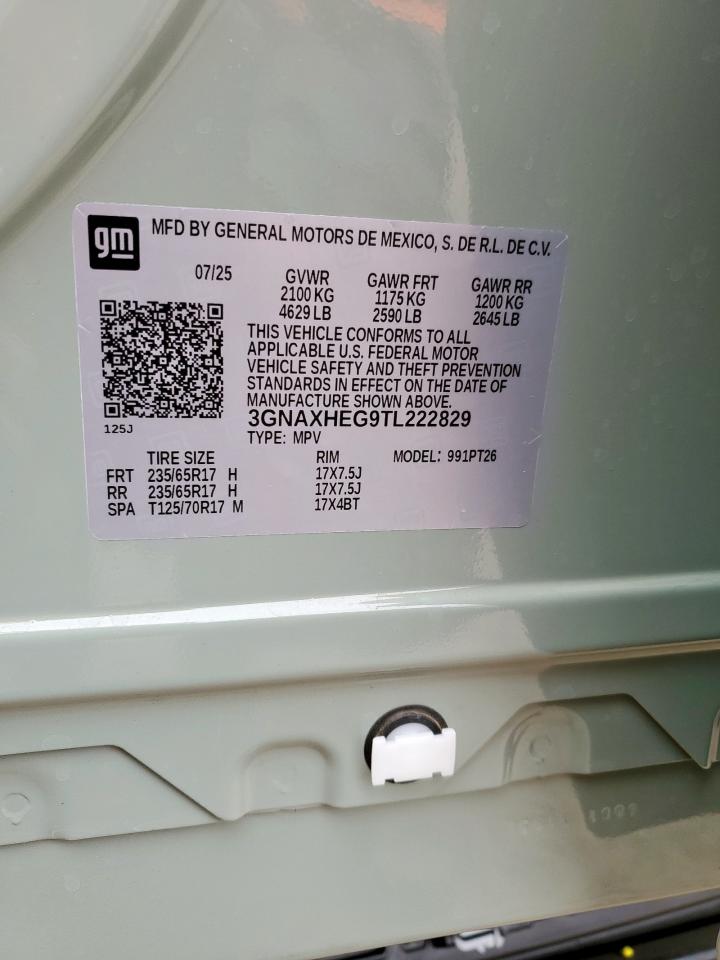 gm
MFD BY GENERAL MOTORS DE MEXICO, S. DE R.L. DE C.V.
07/25 GVWR GAWR FRT GAWR RR
2100 KG 1175 KG 1200 KG
4629 LB 2590 LB 2645 LB
THIS VEHICLE CONFORMS TO ALL
APPLICABLE U.S. FEDERAL MOTOR
VEHICLE SAFETY AND THEFT PREVENTION
STANDARDS IN EFFECT ON THE DATE OF
MANUFACTURE SHOWN ABOVE.
125J
3GNAXHEG9TL222829
TYPE: MPV
TIRE SIZE RIM MODEL: 991PT26
FRT 235/65R17 H 17X7.5J
RR 235/65R17 H 17X7.5J
SPA T125/70R17 M 17X4BT